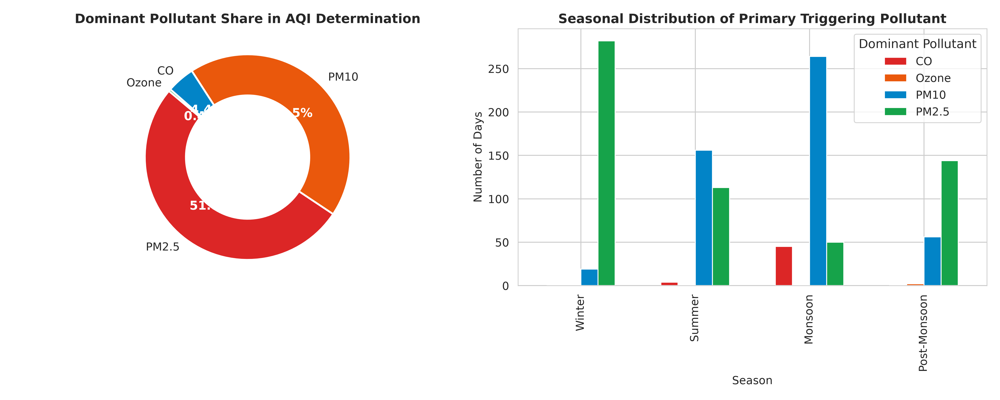 Dominant Pollutant Share in AQI Determination
CO
Ozone
PM10
5%
51.
PM2.5
Seasonal Distribution of Primary Triggering Pollutant
Dominant Pollutant
CO
Ozone
PM10
PM2.5
Number of Days
250
200
150
100
50
0
Winter
Summer
Monsoon
Post-Monsoon
Season